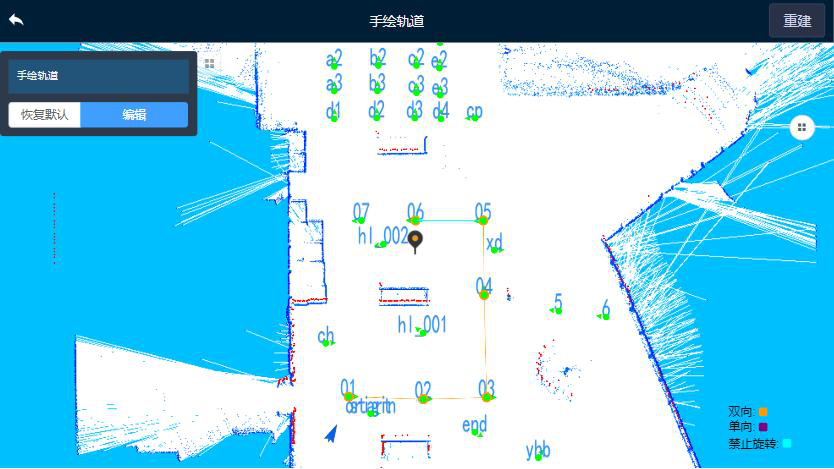 手绘轨道
重建
手绘轨道
恢复默认
编辑
a2 b2 c2 e2
a3 b3 c3 e3
d1 d2 d3 d4 cp
07 06 05
hl_002
xd
04
5 6
hl_001
ch
01 02 03
end
ybb
双向:
单向:
禁止旋转: